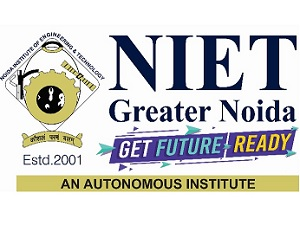 NOIDA INSTITUTE OF ENGINEERING & TECHNOLOGY
Estd.2001
NIET
Greater Noida
GET FUTURE READY
AN AUTONOMOUS INSTITUTE